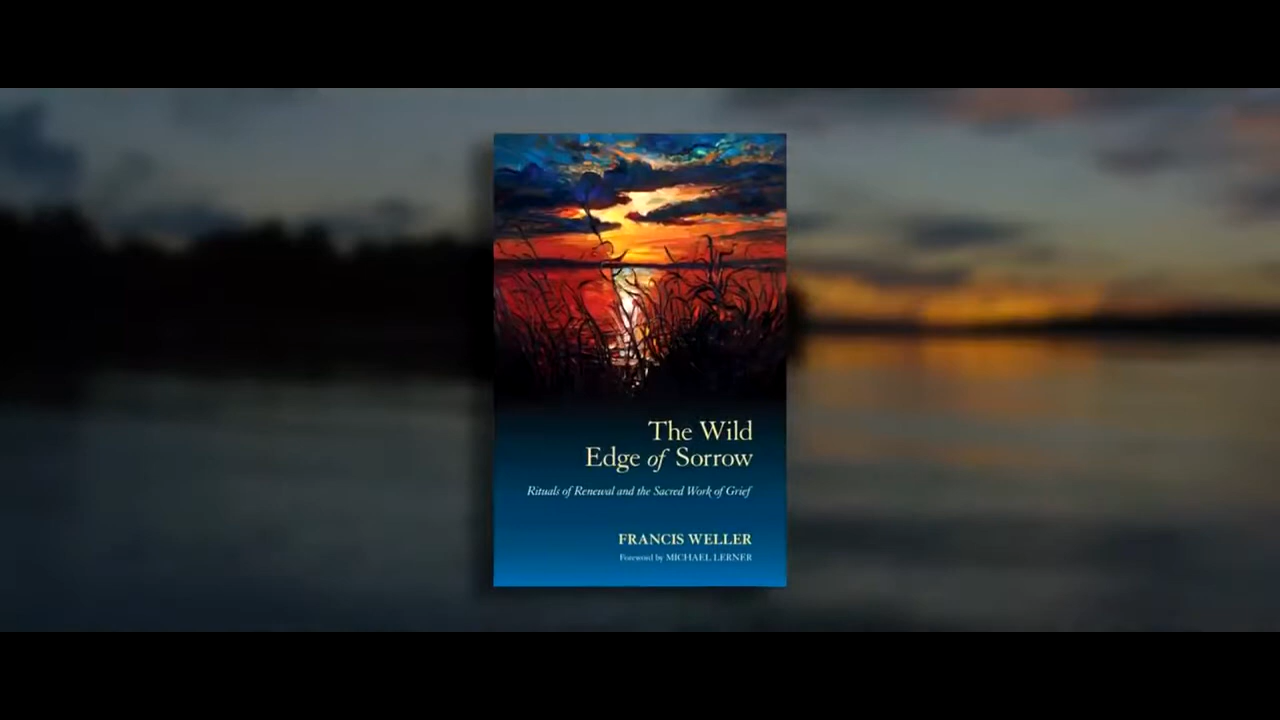 The Wild
Edge of Sorrow
Rituals of Renewal and the Sacred Work of Grief
FRANCIS WELLER
Foreword by MICHAEL LERNER